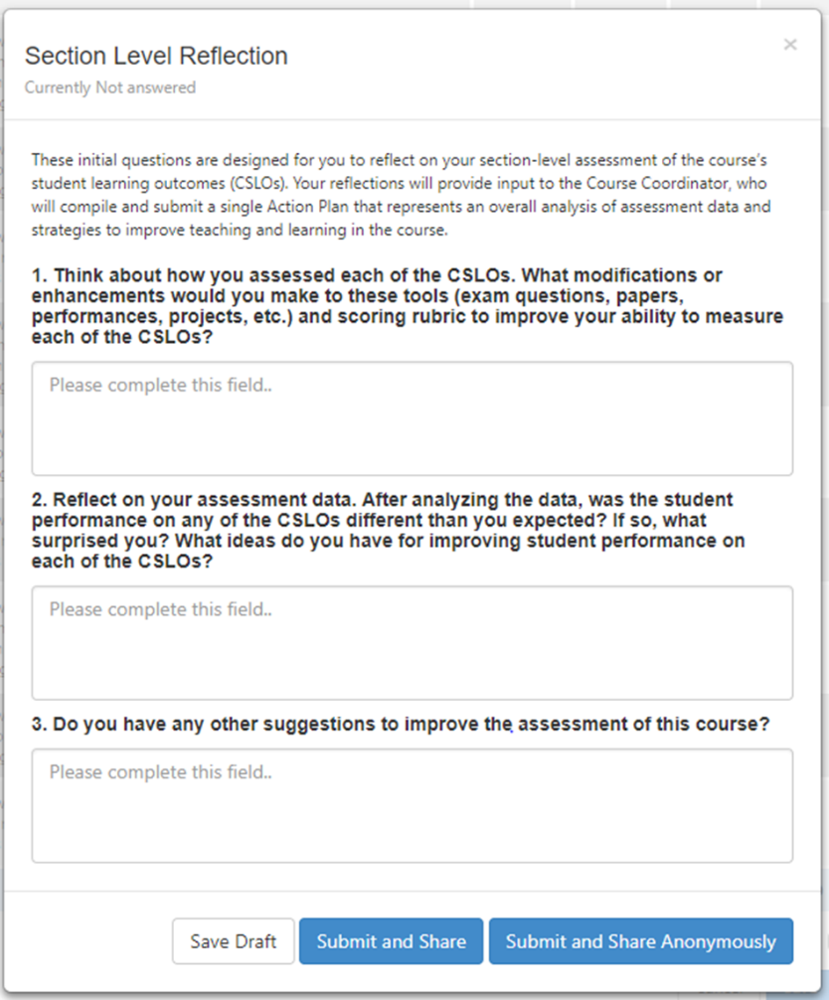 Section Level Reflection
×
Currently Not answered
These initial questions are designed for you to reflect on your section-level assessment of the course's
student learning outcomes (CSLOs). Your reflections will provide input to the Course Coordinator, who
will compile and submit a single Action Plan that represents an overall analysis of assessment data and
strategies to improve teaching and learning in the course.
1. Think about how you assessed each of the CSLOs. What modifications or
enhancements would you make to these tools (exam questions, papers,
performances, projects, etc.) and scoring rubric to improve your ability to measure
each of the CSLOs?
Please complete this field..
2. Reflect on your assessment data. After analyzing the data, was the student
performance on any of the CSLOs different than you expected? If so, what
surprised you? What ideas do you have for improving student performance on
each of the CSLOs?
Please complete this field..
3. Do you have any other suggestions to improve the assessment of this course?
Please complete this field..
Save Draft
Submit and Share
Submit and Share Anonymously